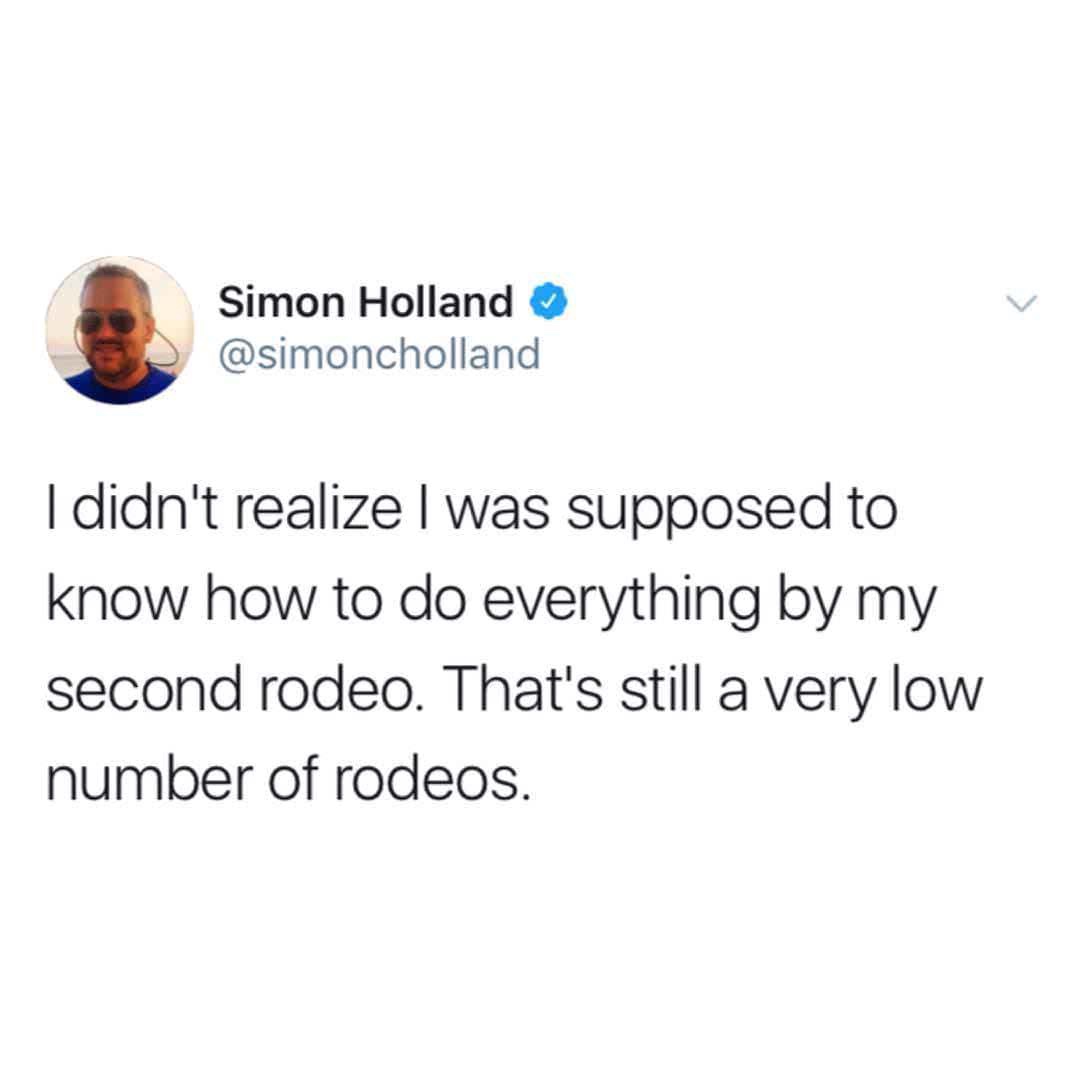 Simon Holland
@simoncholland
I didn't realize I was supposed to
know how to do everything by my
second rodeo. That's still a very low
number of rodeos.